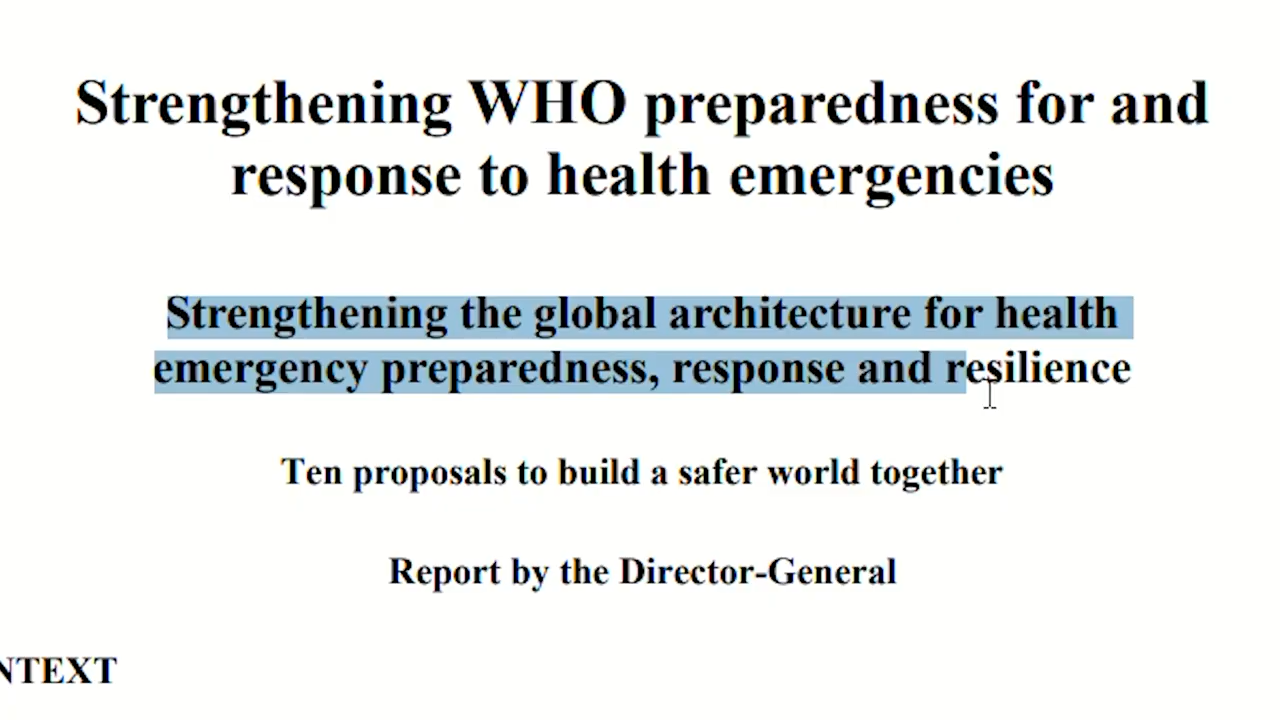 Strengthening WHO preparedness for and
response to health emergencies
Strengthening the global architecture for health
emergency preparedness, response and resilience
Ten proposals to build a safer world together
Report by the Director-General
NTEXT